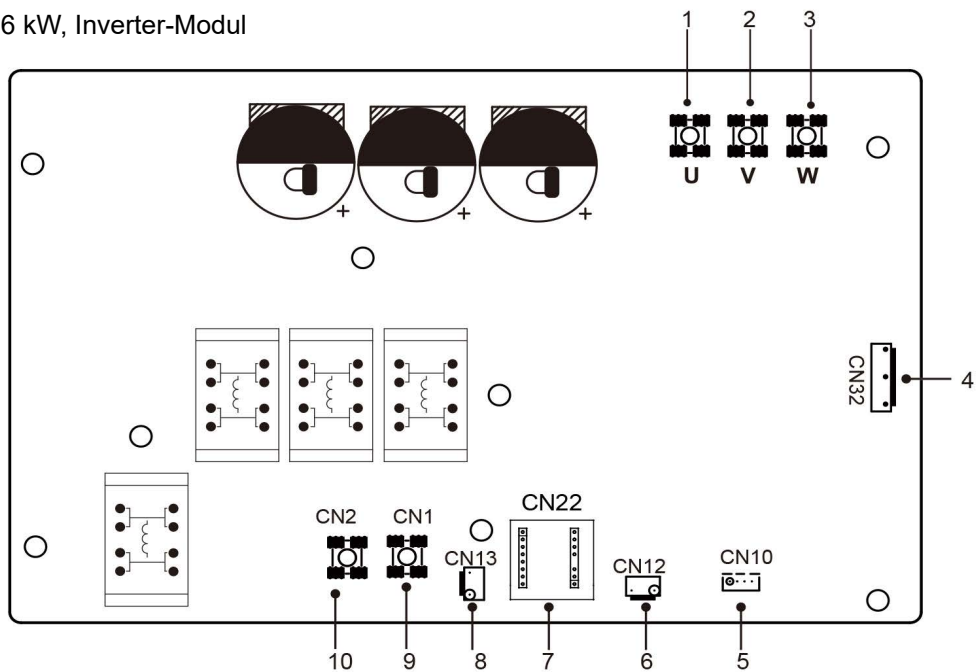 6 kW, Inverter-Modul
1 2 3
U V W
+ + +
CN32
4
CN22
CN2 CN1
CN13
CN12
CN10
10 9 8 7 6 5